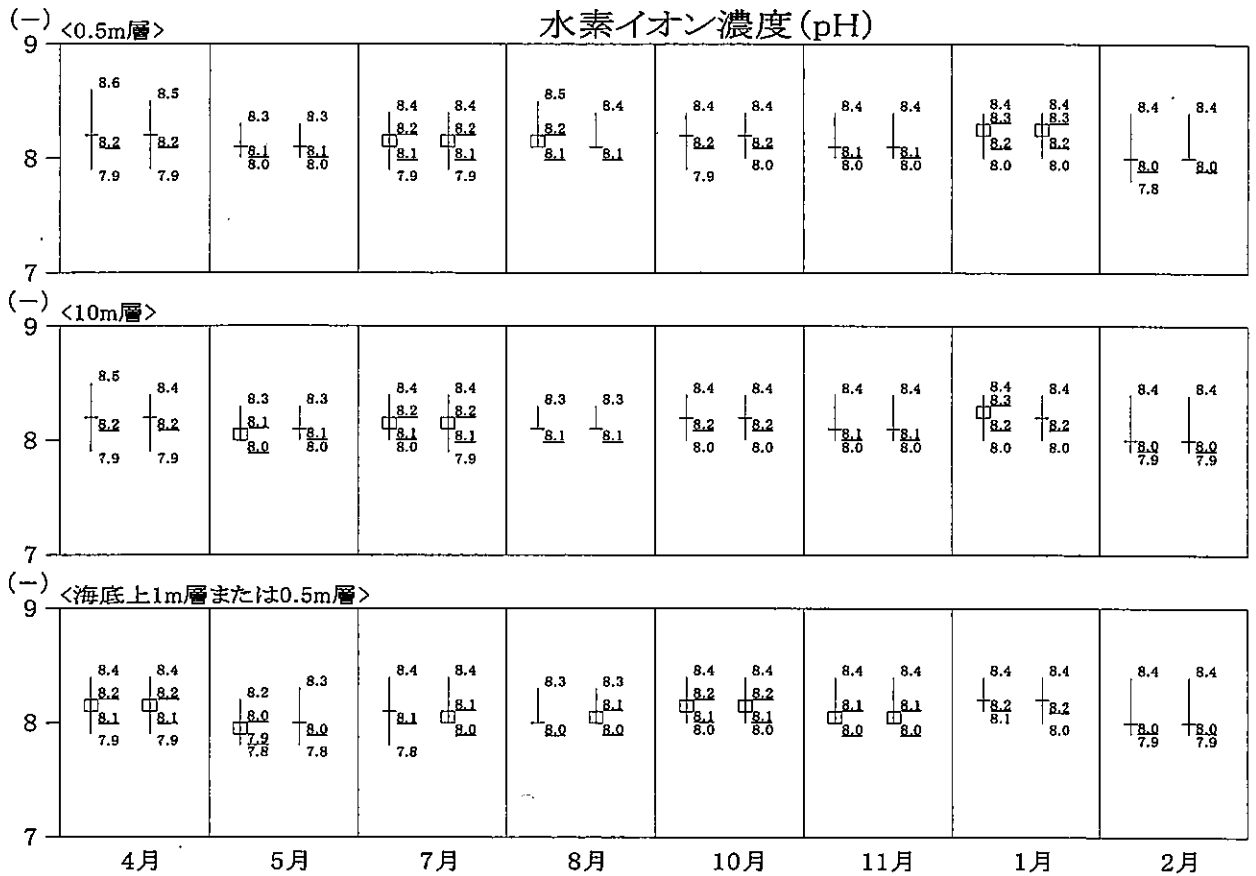 水素イオン濃度(pH)
(−) <0.5m層>
9
8.6 8.5 8.3 8.3 8.4 8.4 8.5 8.4 8.4 8.4 8.4 8.4 8.4 8.4 8.4 8.4
8.2 8.2 8.2 8.3 8.3
8.2 8.2 8.1 8.1 8.1 8.1 8.1 8.1 8.2 8.2 8.1 8.1 8.2 8.2 8.0 8.0
8
7.9 7.9 8.0 8.0 7.9 7.9 7.9 8.0 8.0 8.0 8.0 8.0 7.8
7
(−) <10m層>
9
8.5 8.4 8.3 8.3 8.4 8.4 8.3 8.3 8.4 8.4 8.4 8.4 8.4 8.4 8.4 8.4
8.1 8.2 8.2 8.3
8.2 8.2 8.0 8.1 8.1 8.1 8.1 8.1 8.2 8.2 8.1 8.1 8.2 8.2 8.0 8.0
8
7.9 7.9 8.0 8.0 7.9 8.0 8.0 8.0 8.0 8.0 8.0 7.9 7.9
7
(−) <海底上1m層または0.5m層>
9
8.4 8.4 8.2 8.3 8.4 8.4 8.3 8.3 8.4 8.4 8.4 8.4 8.4 8.4 8.4 8.4
8.2 8.2 8.0 8.1 8.1 8.2 8.2 8.1 8.1
8.1 8.1 7.9 8.0 8.1 8.0 8.0 8.0 8.1 8.1 8.0 8.0 8.2 8.2 8.0 8.0
8
7.9 7.9 7.8 7.8 7.8 8.0 8.0 8.1 8.0 7.9 7.9
7
4月 5月 7月 8月 10月 11月 1月 2月